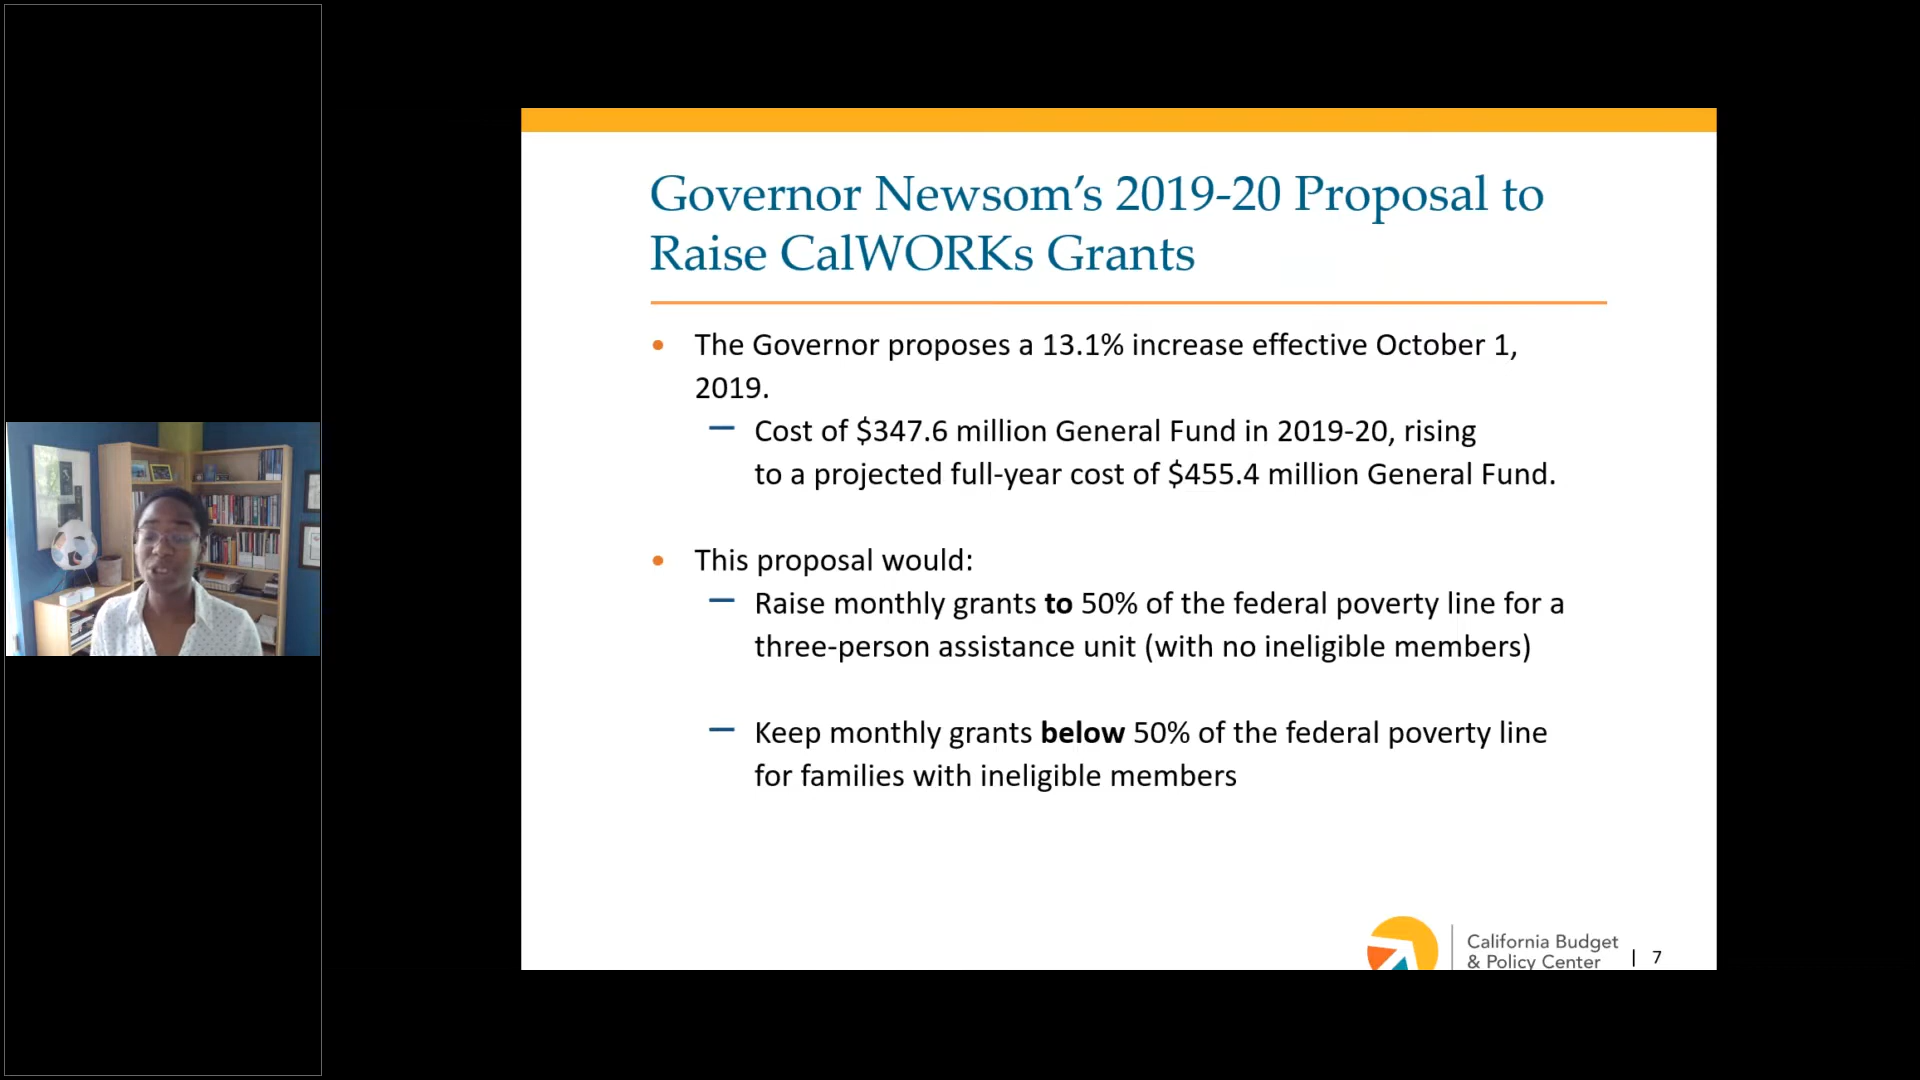 Governor Newsom’s 2019-20 Proposal to
Raise CalWORKs Grants
• The Governor proposes a 13.1% increase effective October 1,
2019.
— Cost of $347.6 million General Fund in 2019-20, rising
to a projected full-year cost of $455.4 million General Fund.
• This proposal would:
— Raise monthly grants to 50% of the federal poverty line for a
three-person assistance unit (with no ineligible members)
— Keep monthly grants below 50% of the federal poverty line
for families with ineligible members
California Budget
& Policy Center | 7